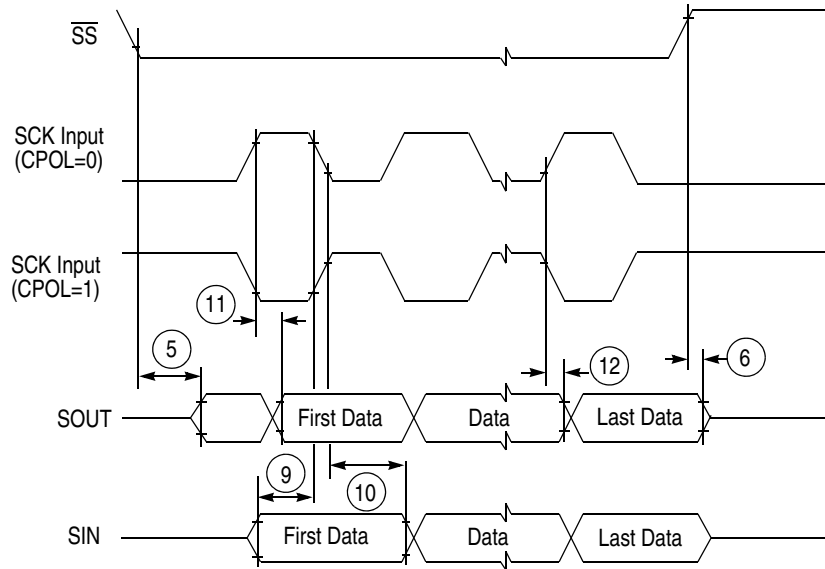 SS
SCK Input
(CPOL=0)
SCK Input
(CPOL=1)
11
5
12
6
SOUT
First Data
Data
Last Data
9
10
SIN
First Data
Data
Last Data